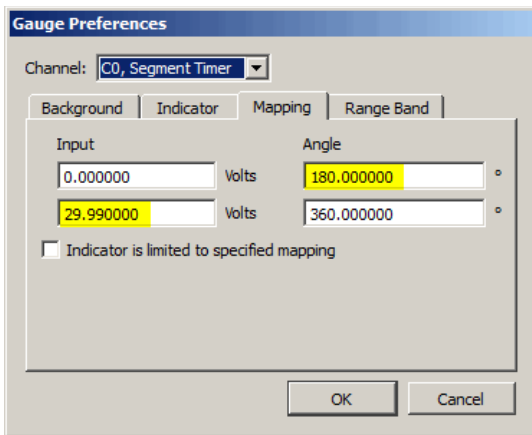 Gauge Preferences
Channel: C0, Segment Timer
Background Indicator Mapping Range Band
Input Angle
0.000000 Volts 180.000000 °
29.990000 Volts 360.000000 °
Indicator is limited to specified mapping
OK Cancel